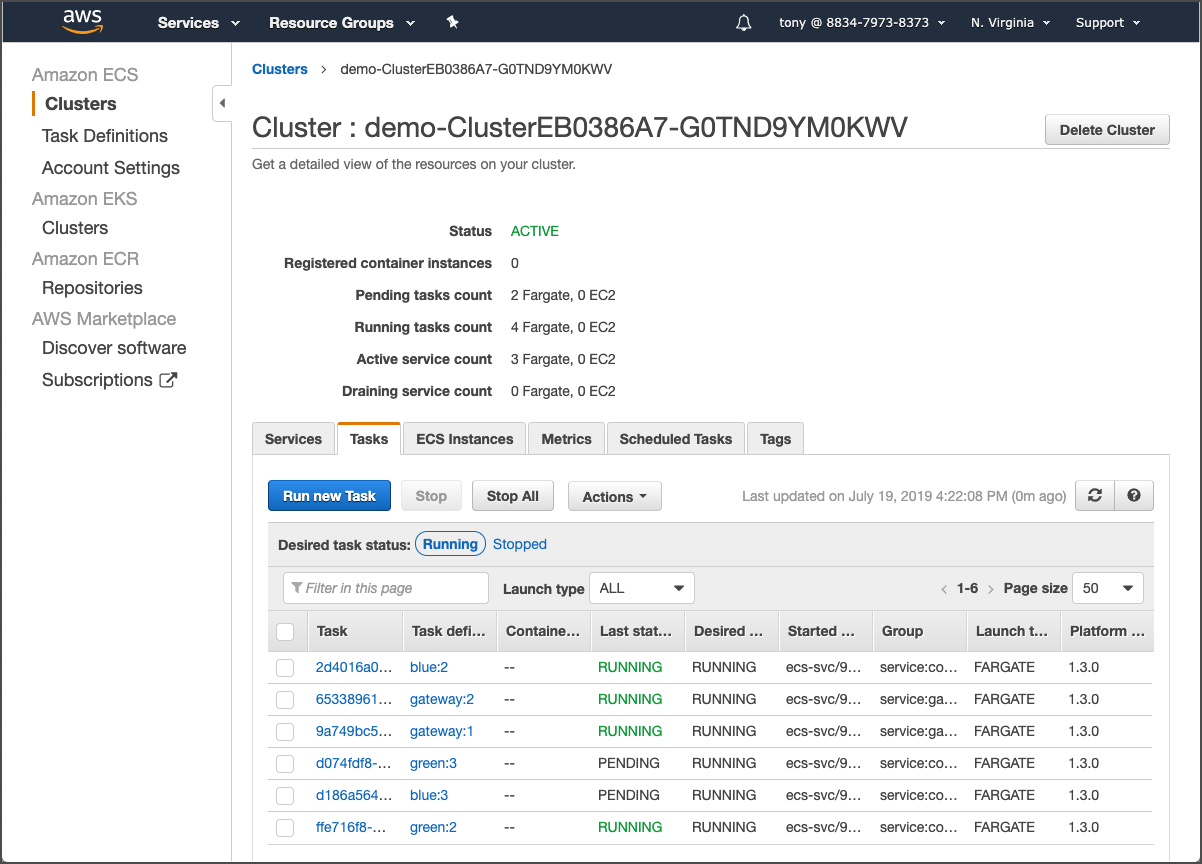 aws Services Resource Groups tony @ 8834-7973-8373 N. Virginia Support
Amazon ECS
Clusters
Task Definitions
Account Settings
Amazon EKS
Clusters
Amazon ECR
Repositories
AWS Marketplace
Discover software
Subscriptions
Clusters > demo-ClusterEB0386A7-G0TND9YM0KWV
Cluster : demo-ClusterEB0386A7-G0TND9YM0KWV
Delete Cluster
Get a detailed view of the resources on your cluster.
Status ACTIVE
Registered container instances 0
Pending tasks count 2 Fargate, 0 EC2
Running tasks count 4 Fargate, 0 EC2
Active service count 3 Fargate, 0 EC2
Draining service count 0 Fargate, 0 EC2
Services Tasks ECS Instances Metrics Scheduled Tasks Tags
Run new Task Stop Stop All Actions Last updated on July 19, 2019 4:22:08 PM (0m ago)
Desired task status: Running Stopped
Filter in this page Launch type ALL < 1-6 > Page size 50
Task Task defi... Containe... Last stat... Desired ... Started ... Group Launch t... Platform ...
2d4016a0... blue:2 -- RUNNING RUNNING ecs-svc/9... service:co... FARGATE 1.3.0
65338961... gateway:2 -- RUNNING RUNNING ecs-svc/9... service:ga... FARGATE 1.3.0
9a749bc5... gateway:1 -- RUNNING RUNNING ecs-svc/9... service:ga... FARGATE 1.3.0
d074fdf8-... green:3 -- PENDING RUNNING ecs-svc/9... service:co... FARGATE 1.3.0
d186a564... blue:3 -- PENDING RUNNING ecs-svc/9... service:co... FARGATE 1.3.0
ffe716f8-... green:2 -- RUNNING RUNNING ecs-svc/9... service:co... FARGATE 1.3.0